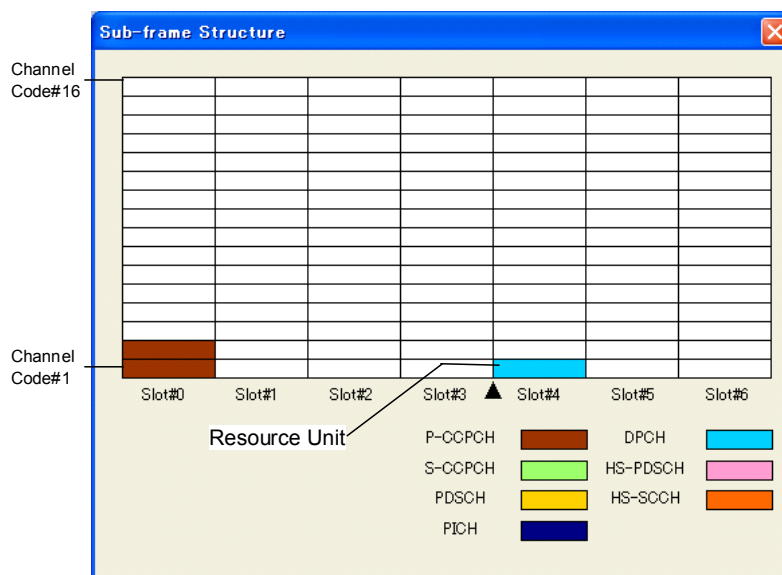 Sub-frame Structure
Channel
Code#16
Channel
Code#1
Slot#0 Slot#1 Slot#2 Slot#3 Slot#4 Slot#5 Slot#6
Resource Unit
P-CCPCH DPCH
S-CCPCH HS-PDSCH
PDSCH HS-SCCH
PICH